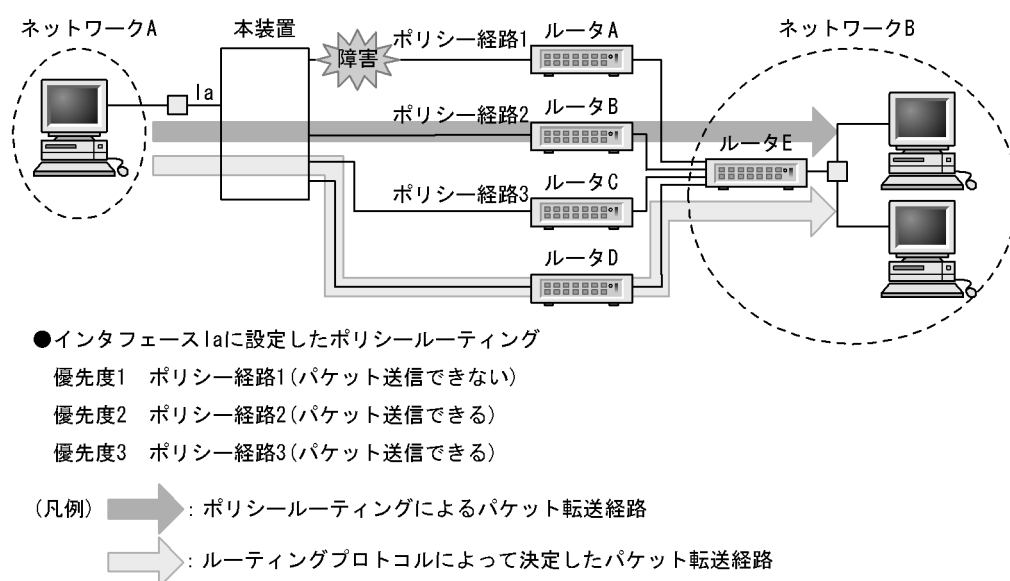 ネットワークA
本装置
ネットワークB
障害
ポリシー経路1
ルータA
Ia
ポリシー経路2
ルータB
ルータE
ポリシー経路3
ルータC
ルータD
●インタフェースIaに設定したポリシールーティング
優先度1 ポリシー経路1(パケット送信できない)
優先度2 ポリシー経路2(パケット送信できる)
優先度3 ポリシー経路3(パケット送信できる)
(凡例)
:ポリシールーティングによるパケット転送経路
:ルーティングプロトコルによって決定したパケット転送経路